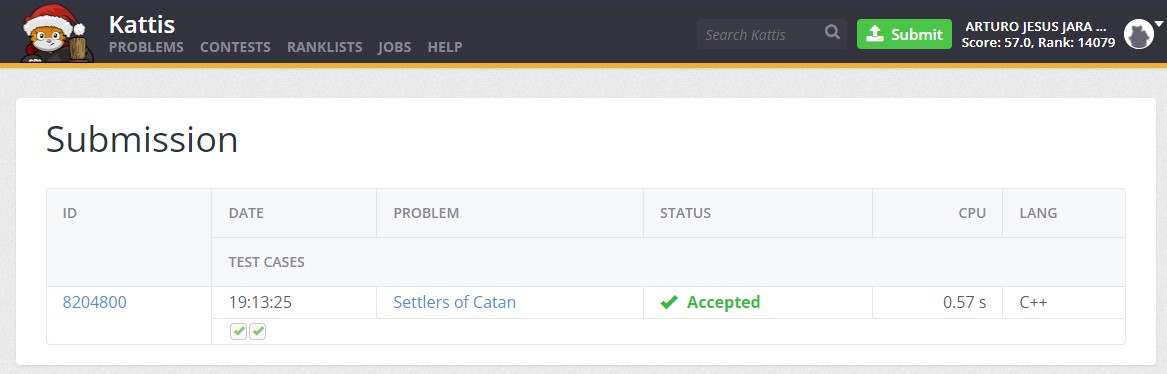 Kattis
PROBLEMS CONTESTS RANKLISTS JOBS HELP
Search Kattis
Submit
ARTURO JESUS JARA ...
Score: 57.0, Rank: 14079
Submission
ID DATE PROBLEM STATUS CPU LANG
TEST CASES
8204800 19:13:25 Settlers of Catan Accepted 0.57 s C++